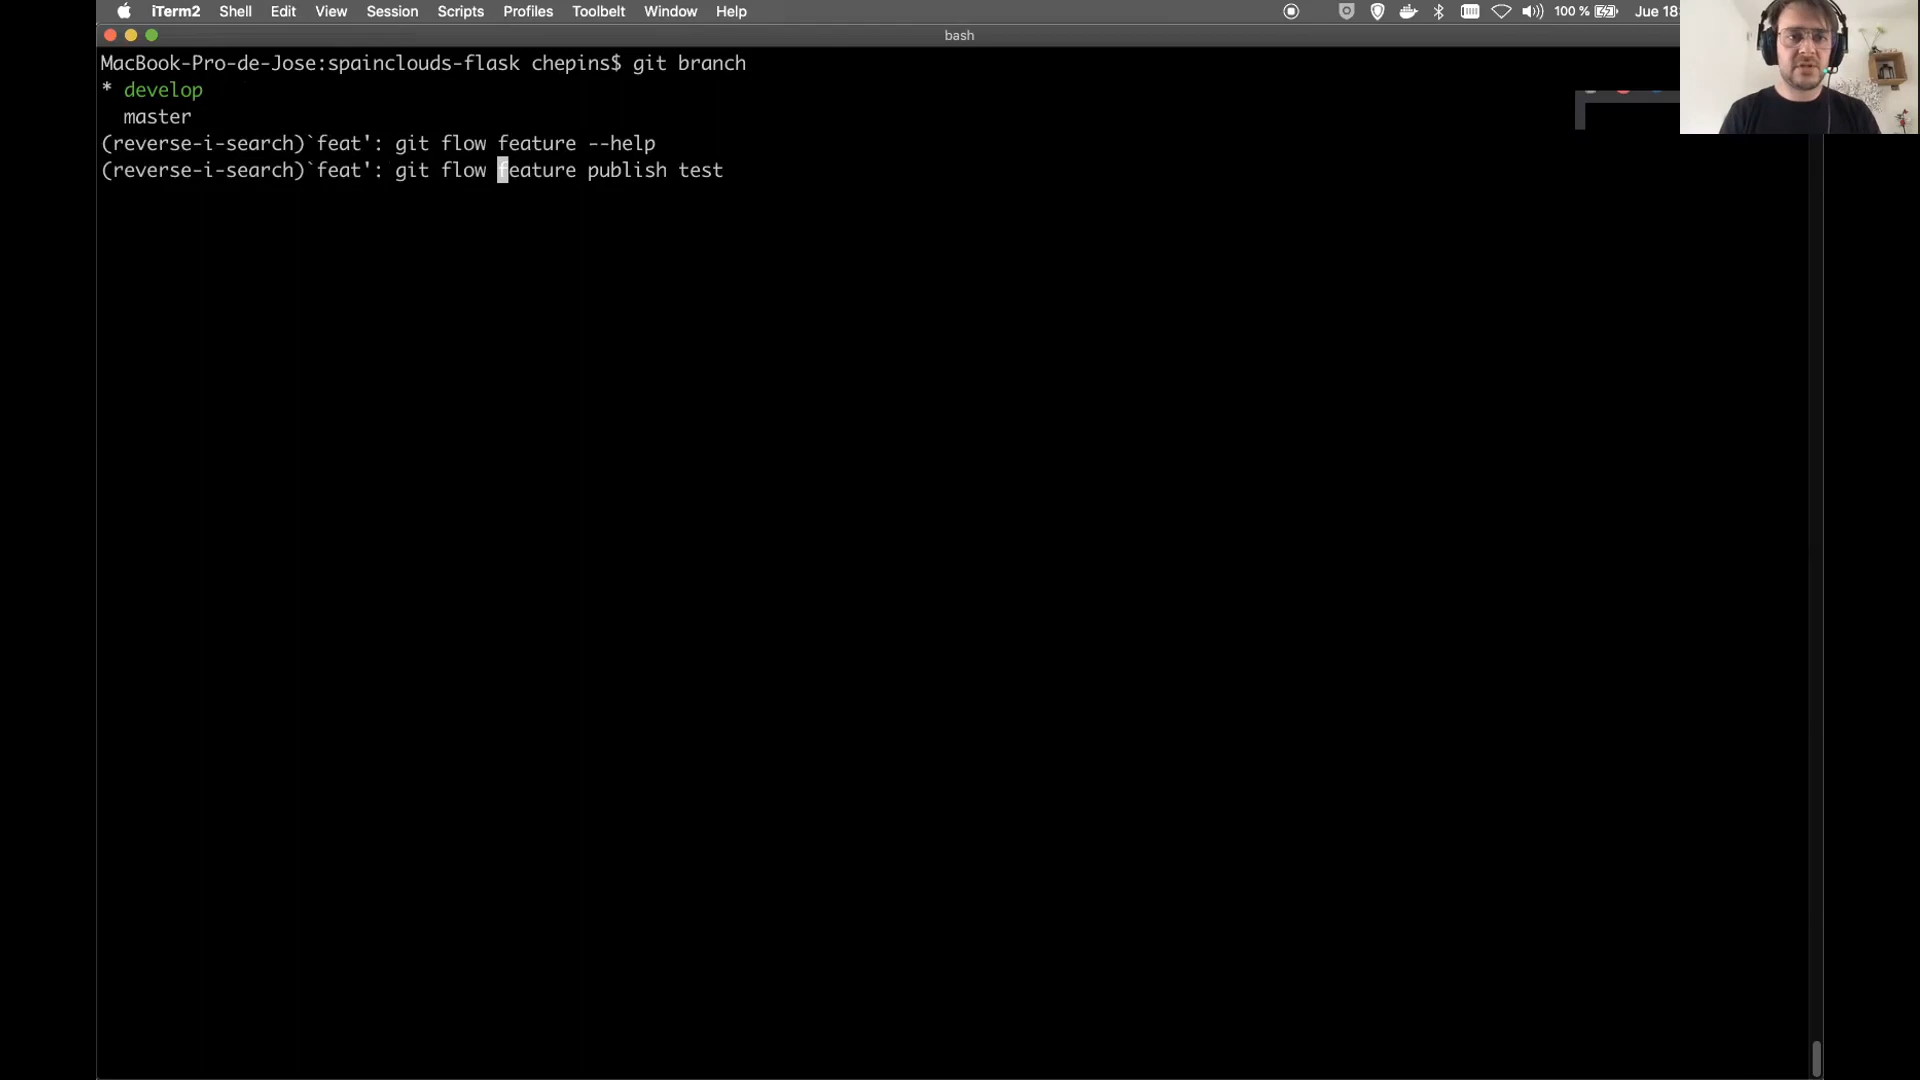 iTerm2 Shell Edit View Session Scripts Profiles Toolbelt Window Help 100 % Jue 18
bash
MacBook-Pro-de-Jose:spainclouds-flask chepins$ git branch
* develop
master
(reverse-i-search)`feat': git flow feature --help
(reverse-i-search)`feat': git flow feature publish test